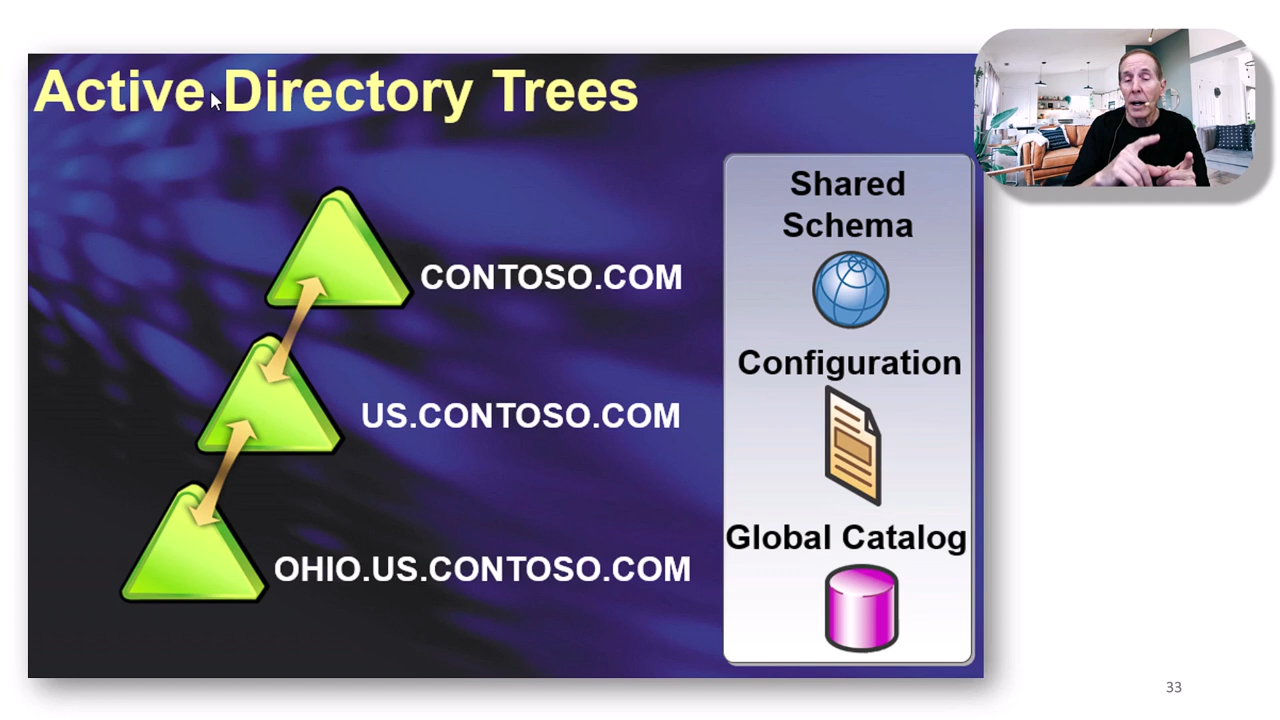 Active Directory Trees
CONTOSO.COM
US.CONTOSO.COM
OHIO.US.CONTOSO.COM
Shared
Schema
Configuration
Global Catalog
33